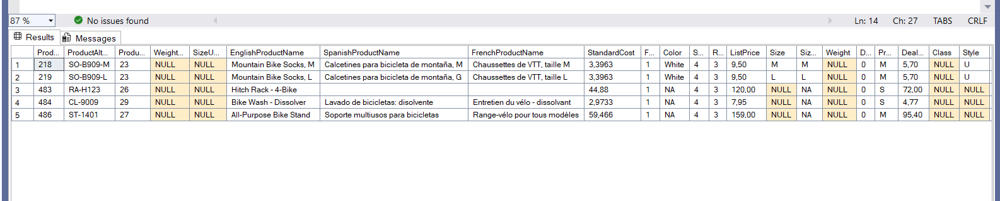 87 % No issues found Ln: 14 Ch: 27 TABS CRLF
Results Messages
Prod... ProductAlt... Produ... Weight... SizeU... EnglishProductName SpanishProductName FrenchProductName StandardCost F... Color S... R... ListPrice Size Siz... Weight D... Pr... Deal... Class Style
1 218 SO-B909-M 23 NULL NULL Mountain Bike Socks, M Calcetines para bicicleta de montaña, M Chaussettes de VTT, taille M 3,3963 1 White 4 3 9,50 M M NULL 0 M 5,70 NULL U
2 219 SO-B909-L 23 NULL NULL Mountain Bike Socks, L Calcetines para bicicleta de montaña, G Chaussettes de VTT, taille L 3,3963 1 White 4 3 9,50 L L NULL 0 M 5,70 NULL U
3 483 RA-H123 26 NULL NULL Hitch Rack - 4-Bike 44,88 1 NA 4 3 120,00 NULL NA NULL 0 S 72,00 NULL NULL
4 484 CL-9009 29 NULL NULL Bike Wash - Dissolver Lavado de bicicletas: disolvente Entretien du vélo - dissolvant 2,9733 1 NA 4 3 7,95 NULL NA NULL 0 S 4,77 NULL NULL
5 486 ST-1401 27 NULL NULL All-Purpose Bike Stand Soporte multiusos para bicicletas Range-vélo pour tous modèles 59,466 1 NA 4 3 159,00 NULL NA NULL 0 M 95,40 NULL NULL